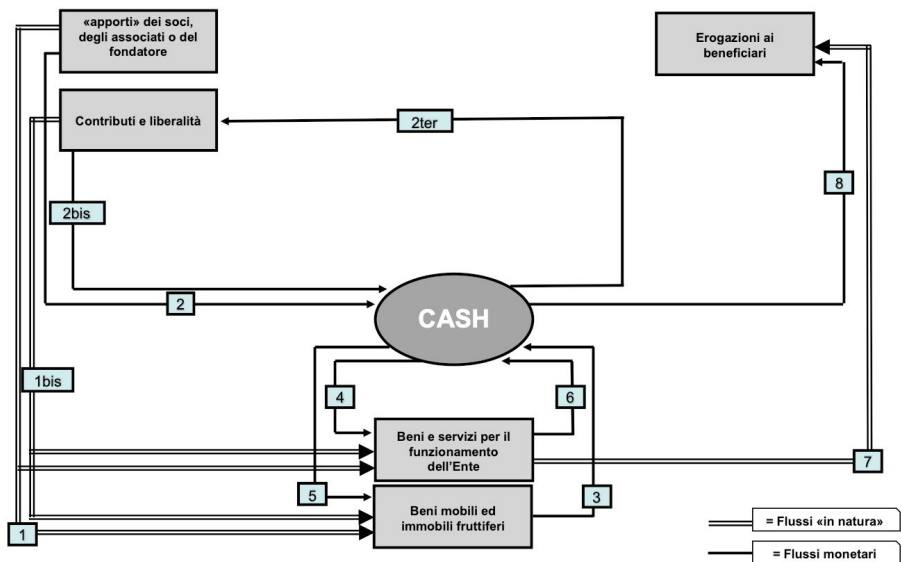 «apporti» dei soci,
degli associati o del
fondatore
Erogazioni ai
beneficiari
Contributi e liberalità
2ter
8
2bis
2
CASH
1bis
4
6
Beni e servizi per il
funzionamento
dell'Ente
7
5
3
Beni mobili ed
immobili fruttiferi
1
= Flussi «in natura»
= Flussi monetari